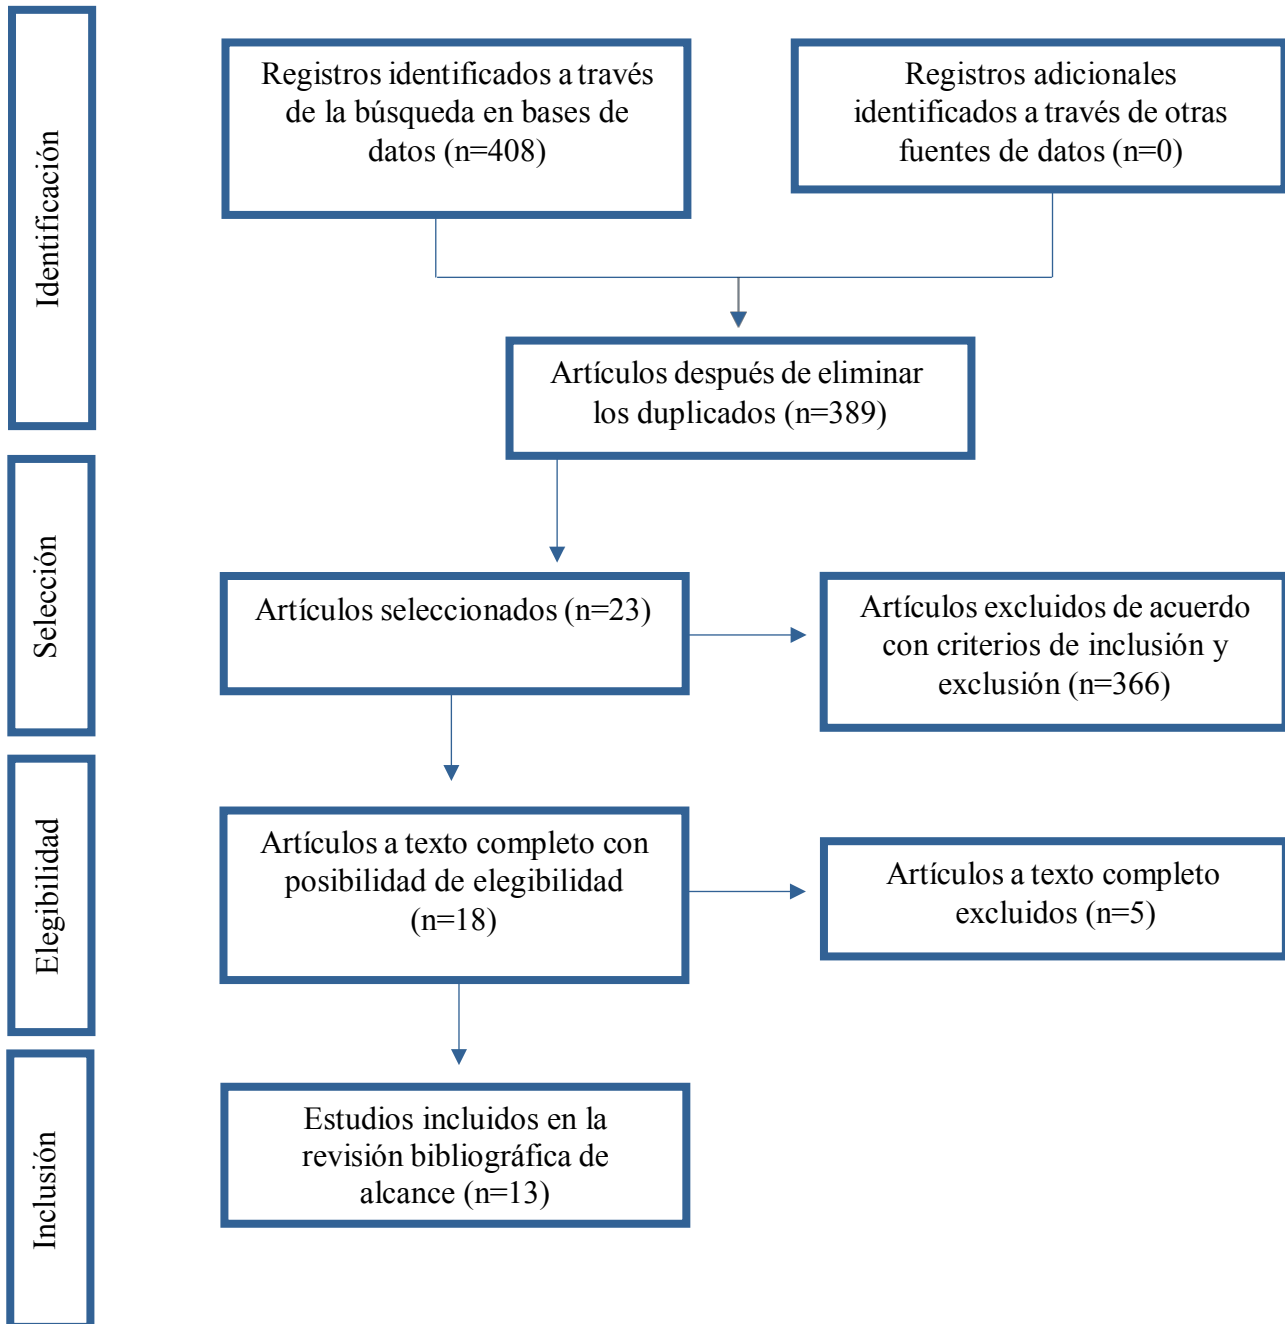 Identificación
Registros identificados a través
de la búsqueda en bases de
datos (n=408)
Registros adicionales
identificados a través de otras
fuentes de datos (n=0)
Artículos después de eliminar
los duplicados (n=389)
Selección
Artículos seleccionados (n=23)
Artículos excluidos de acuerdo
con criterios de inclusión y
exclusión (n=366)
Elegibilidad
Artículos a texto completo con
posibilidad de elegibilidad
(n=18)
Artículos a texto completo
excluidos (n=5)
Inclusión
Estudios incluidos en la
revisión bibliográfica de
alcance (n=13)